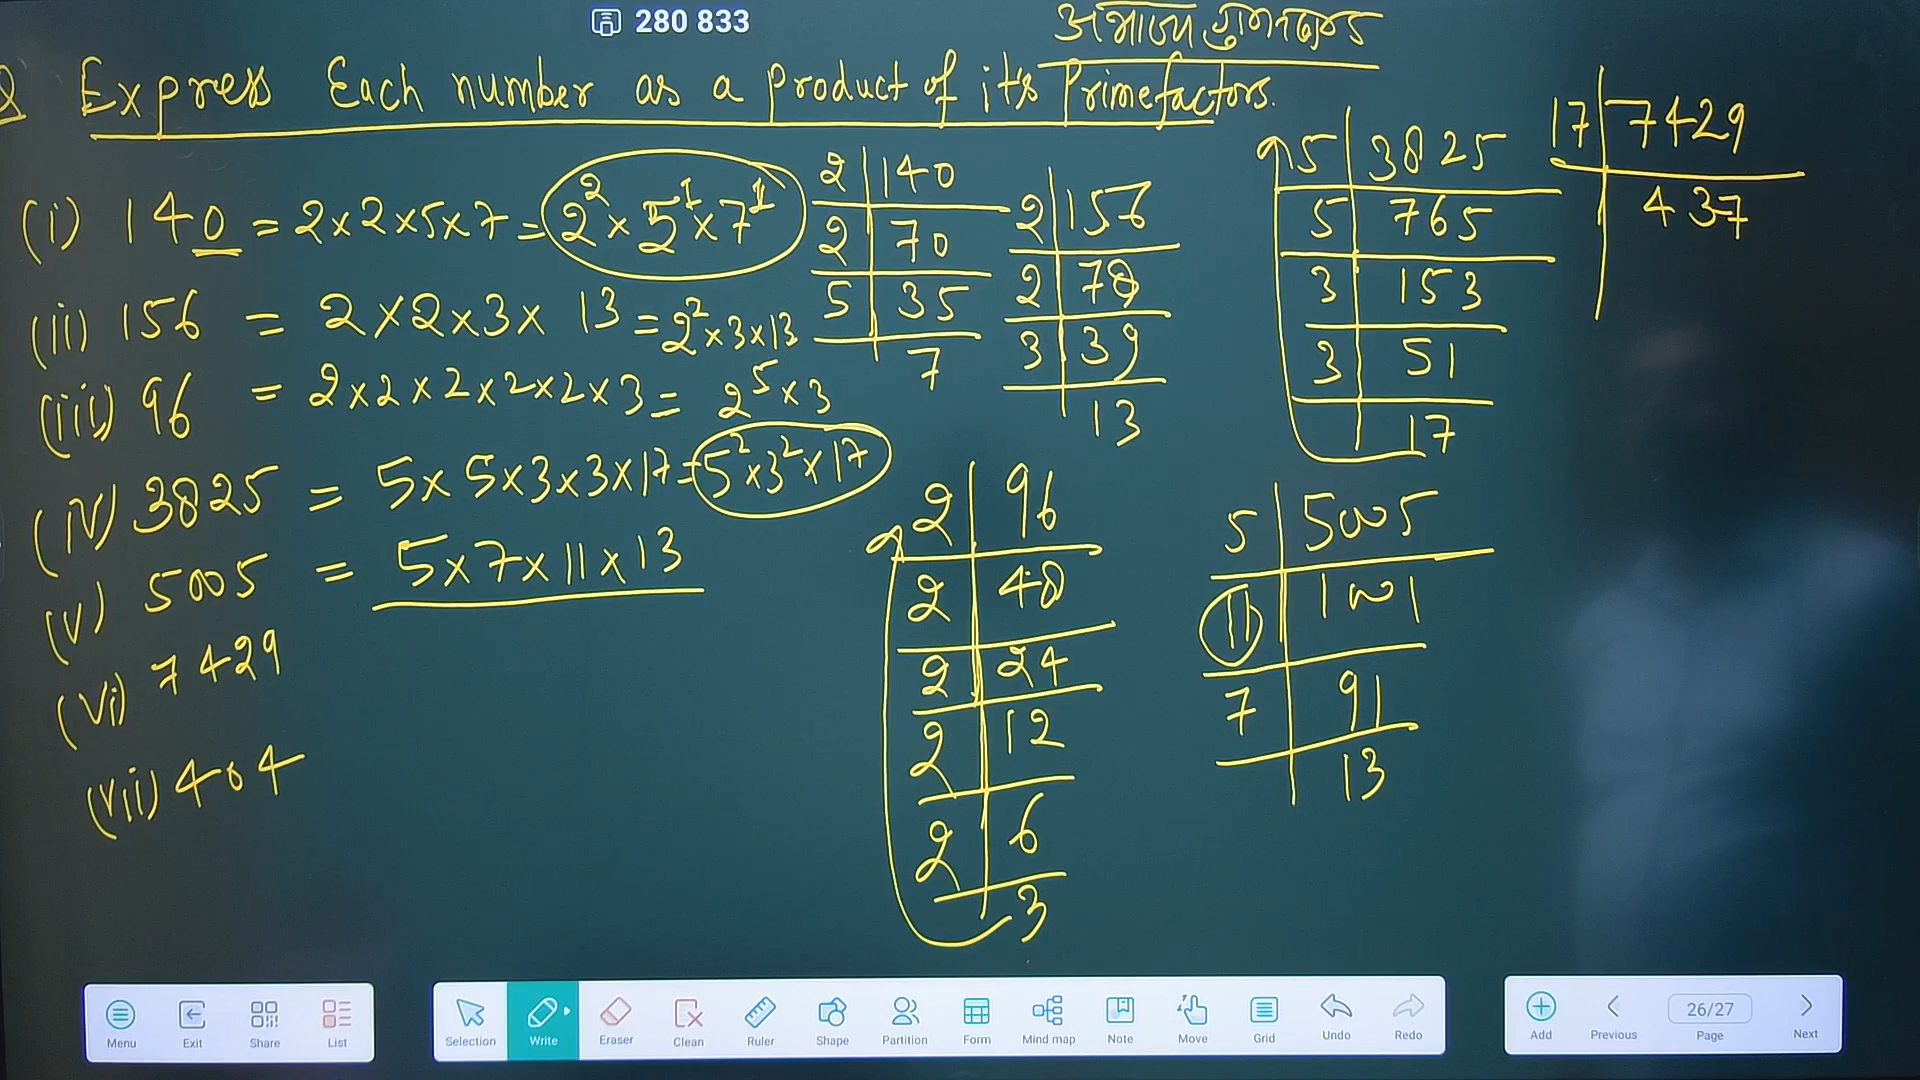 280 833
अभाज्य गुणनखण्ड
Q Express Each number as a Product of it's Primefactors.
(i) 140 = 2×2×5×7 = 2² × 5¹ × 7¹
(ii) 156 = 2×2×3× 13 = 2² × 3 × 13
(iii) 96 = 2×2×2×2×2×3 = 2⁵ × 3
(iv) 3825 = 5× 5×3×3×17 = 5² × 3² × 17
(v) 5005 = 5×7×11×13
(vi) 7429
(vii) 404
2 | 140
2 | 70
5 | 35
7
2 | 156
2 | 78
3 | 39
13
5 | 3825
5 | 765
3 | 153
3 | 51
17
17 | 7429
437
2 | 96
2 | 48
2 | 24
2 | 12
2 | 6
3
5 | 5005
11 | 1001
7 | 91
13
Menu Exit Share List
Selection Write Eraser Clean Ruler Shape Partition Form Mind map Note Move Grid Undo Redo
Add Previous 26/27 Page Next